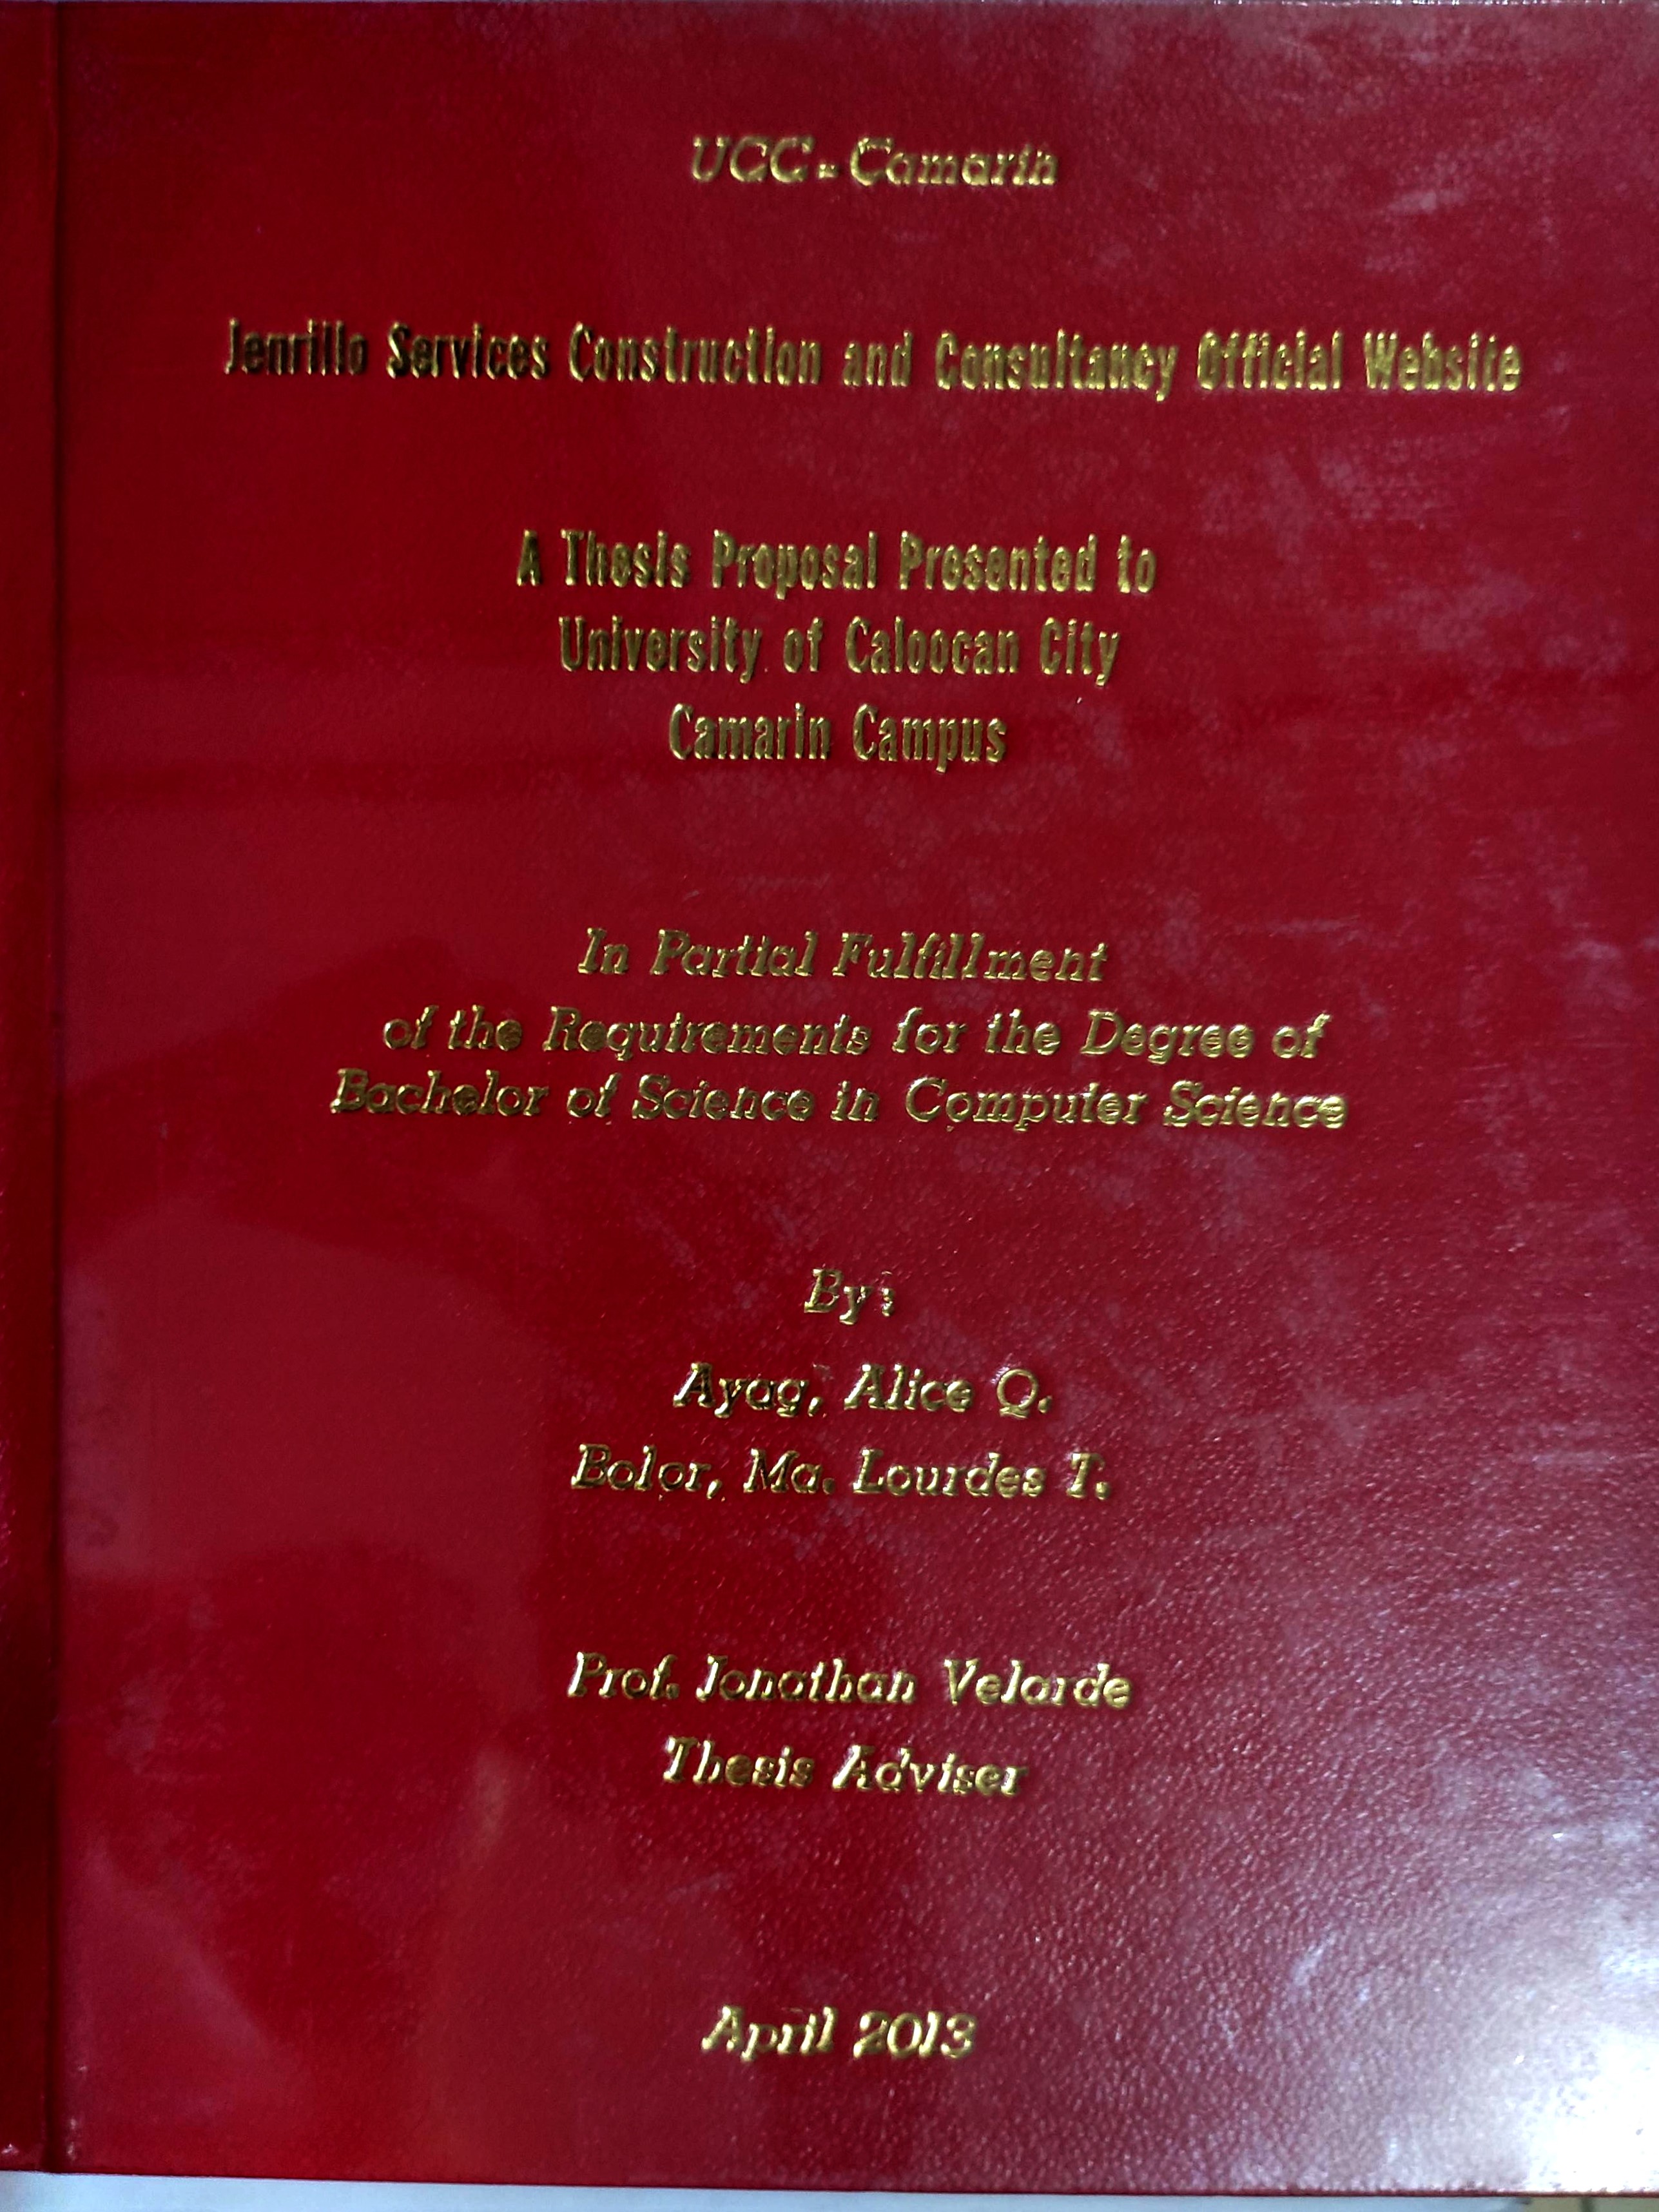 UCC - Camarin
Jenrillo Services Construction and Consultancy Official Website
A Thesis Proposal Presented to
University of Caloocan City
Camarin Campus
In Partial Fulfillment
of the Requirements for the Degree of
Bachelor of Science in Computer Science
By:
Ayag, Alice Q.
Bolor, Ma. Lourdes T.
Prof. Jonathan Velarde
Thesis Adviser
April 2013